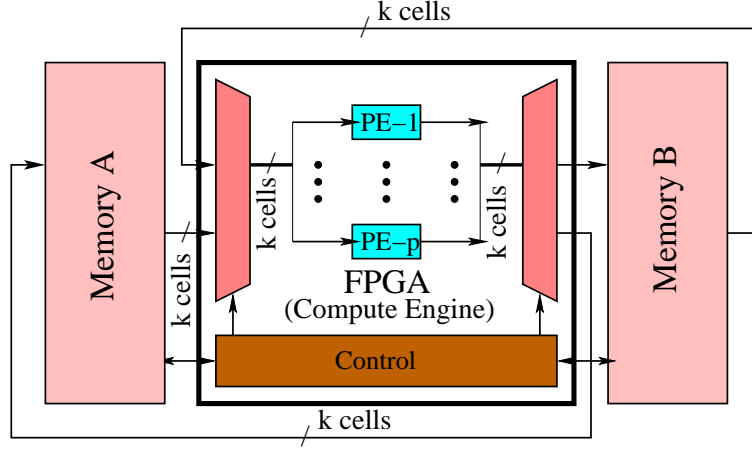 k cells
Memory A
k cells
k cells
PE−1
PE−p
k cells
FPGA
(Compute Engine)
Control
Memory B
k cells